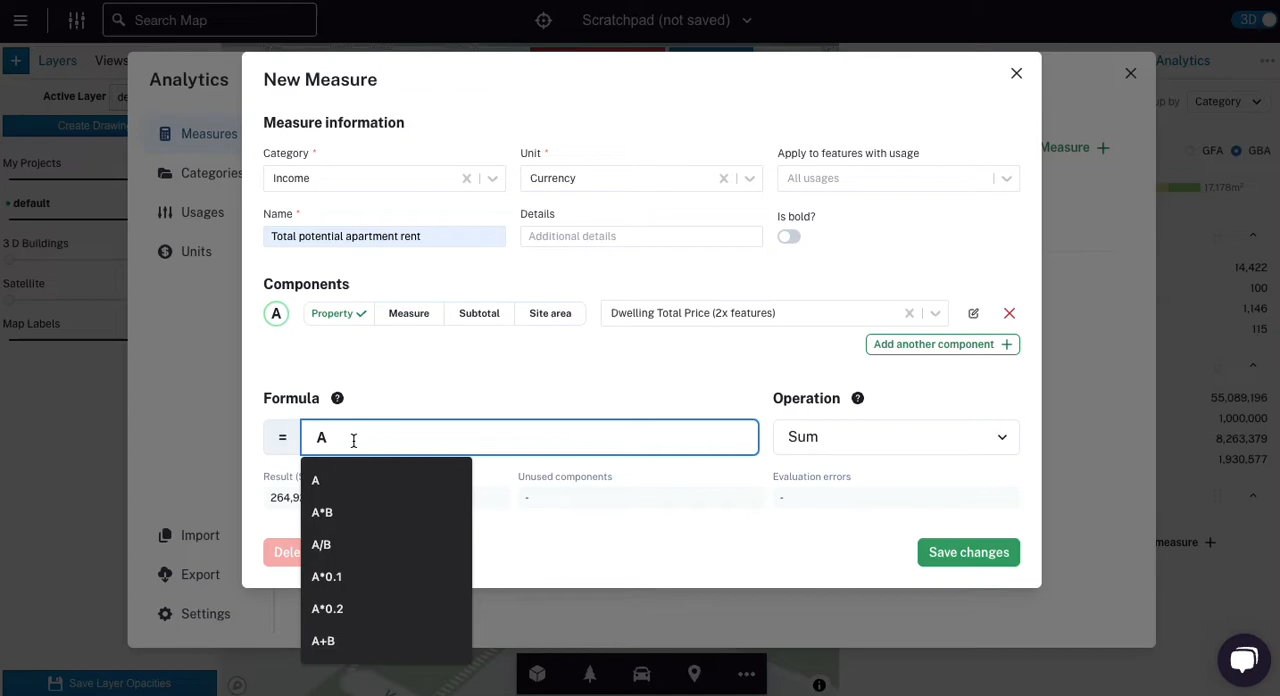 Search Map
Scratchpad (not saved)
3D
Layers
Views
Analytics
Analytics
New Measure
Active Layer
Category
Create Drawin
Measure information
Measures
Category *
Unit *
Apply to features with usage
Measure
GFA
GBA
My Projects
Categories
Income
Currency
All usages
17,178m²
default
Usages
Name *
Details
Is bold?
Total potential apartment rent
Additional details
3 D Buildings
Units
14,422
Satellite
Components
100
1,146
Map Labels
A
Property
Measure
Subtotal
Site area
Dwelling Total Price (2x features)
115
Add another component
Formula
?
Operation
?
55,089,196
1,000,000
=
A
Sum
8,263,379
1,930,577
A
Unused components
Evaluation errors
-
-
A*B
Import
A/B
Save changes
measure
Export
A*0.1
Settings
A*0.2
A+B
Save Layer Opacities